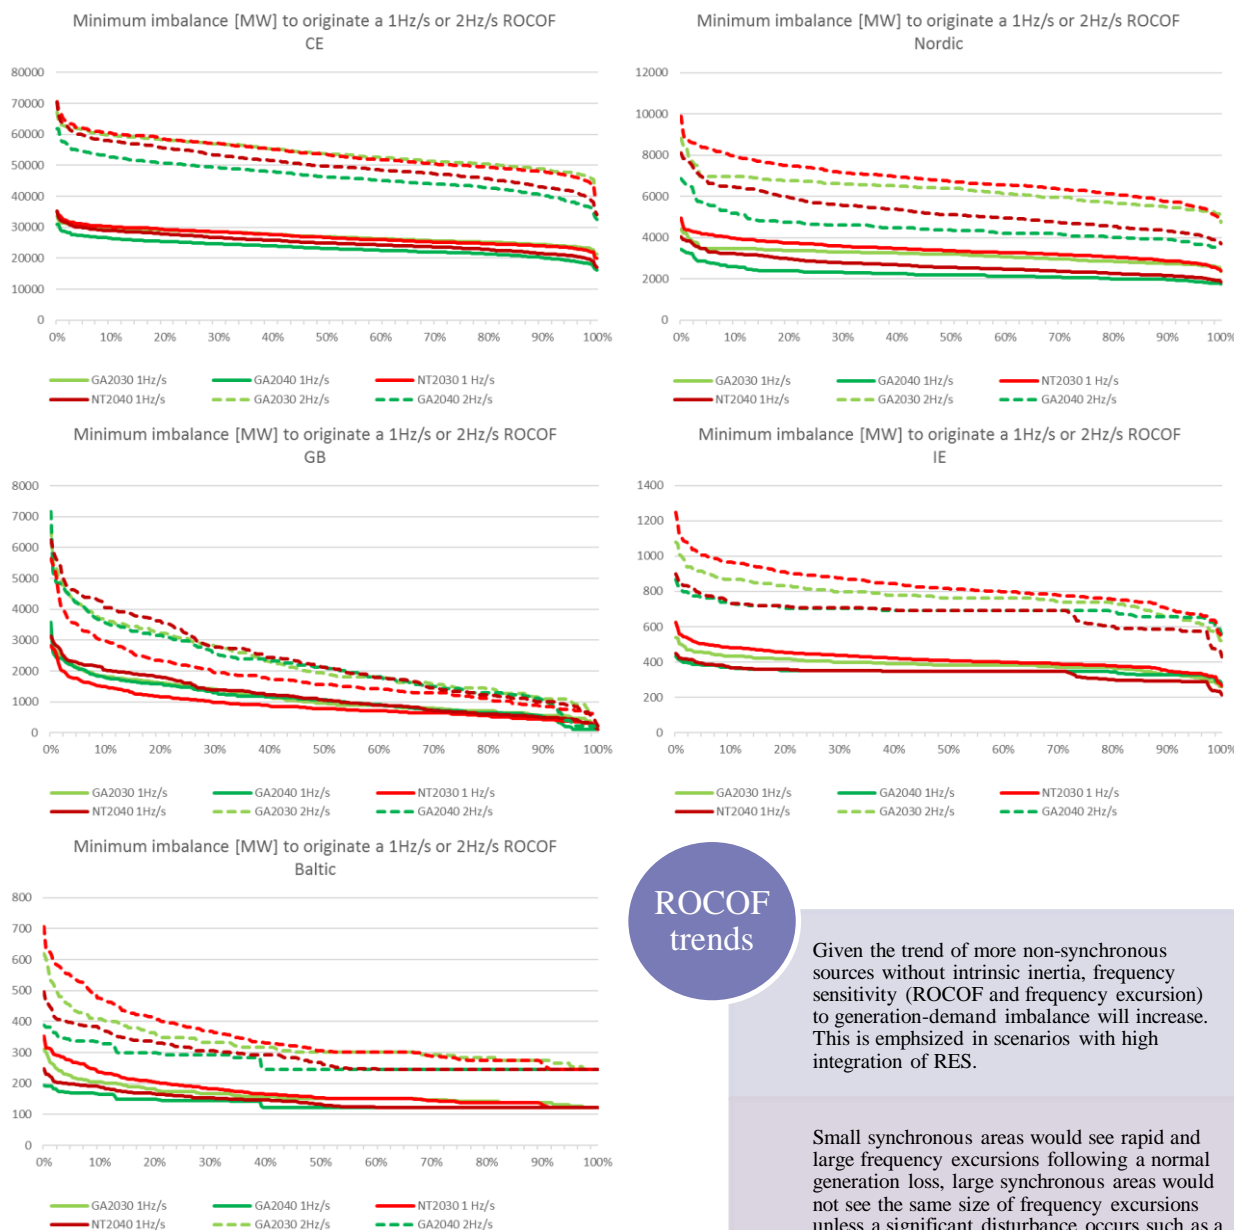 Minimum imbalance [MW] to originate a 1Hz/s or 2Hz/s ROCOF
CE
80000
70000
60000
50000
40000
30000
20000
10000
0
0% 10% 20% 30% 40% 50% 60% 70% 80% 90% 100%
GA2030 1Hz/s GA2040 1Hz/s NT2030 1 Hz/s
NT2040 1Hz/s GA2030 2Hz/s GA2040 2Hz/s
Minimum imbalance [MW] to originate a 1Hz/s or 2Hz/s ROCOF
Nordic
12000
10000
8000
6000
4000
2000
0
0% 10% 20% 30% 40% 50% 60% 70% 80% 90% 100%
GA2030 1Hz/s GA2040 1Hz/s NT2030 1Hz/s
NT2040 1Hz/s GA2030 2Hz/s GA2040 2Hz/s
Minimum imbalance [MW] to originate a 1Hz/s or 2Hz/s ROCOF
GB
8000
7000
6000
5000
4000
3000
2000
1000
0
0% 10% 20% 30% 40% 50% 60% 70% 80% 90% 100%
GA2030 1Hz/s GA2040 1Hz/s NT2030 1 Hz/s
NT2040 1Hz/s GA2030 2Hz/s GA2040 2Hz/s
Minimum imbalance [MW] to originate a 1Hz/s or 2Hz/s ROCOF
IE
1400
1200
1000
800
600
400
200
0
0% 10% 20% 30% 40% 50% 60% 70% 80% 90% 100%
GA2030 1Hz/s GA2040 1Hz/s NT2030 1Hz/s
NT2040 1Hz/s GA2030 2Hz/s GA2040 2Hz/s
Minimum imbalance [MW] to originate a 1Hz/s or 2Hz/s ROCOF
Baltic
800
700
600
500
400
300
200
100
0
0% 10% 20% 30% 40% 50% 60% 70% 80% 90% 100%
GA2030 1Hz/s GA2040 1Hz/s NT2030 1 Hz/s
NT2040 1Hz/s GA2030 2Hz/s GA2040 2Hz/s
ROCOF
trends
Given the trend of more non-synchronous
sources without intrinsic inertia, frequency
sensitivity (ROCOF and frequency excursion)
to generation-demand imbalance will increase.
This is emphsized in scenarios with high
integration of RES.
Small synchronous areas would see rapid and
large frequency excursions following a normal
generation loss, large synchronous areas would
not see the same size of frequency excursions
unless a significant disturbance occurs such as a